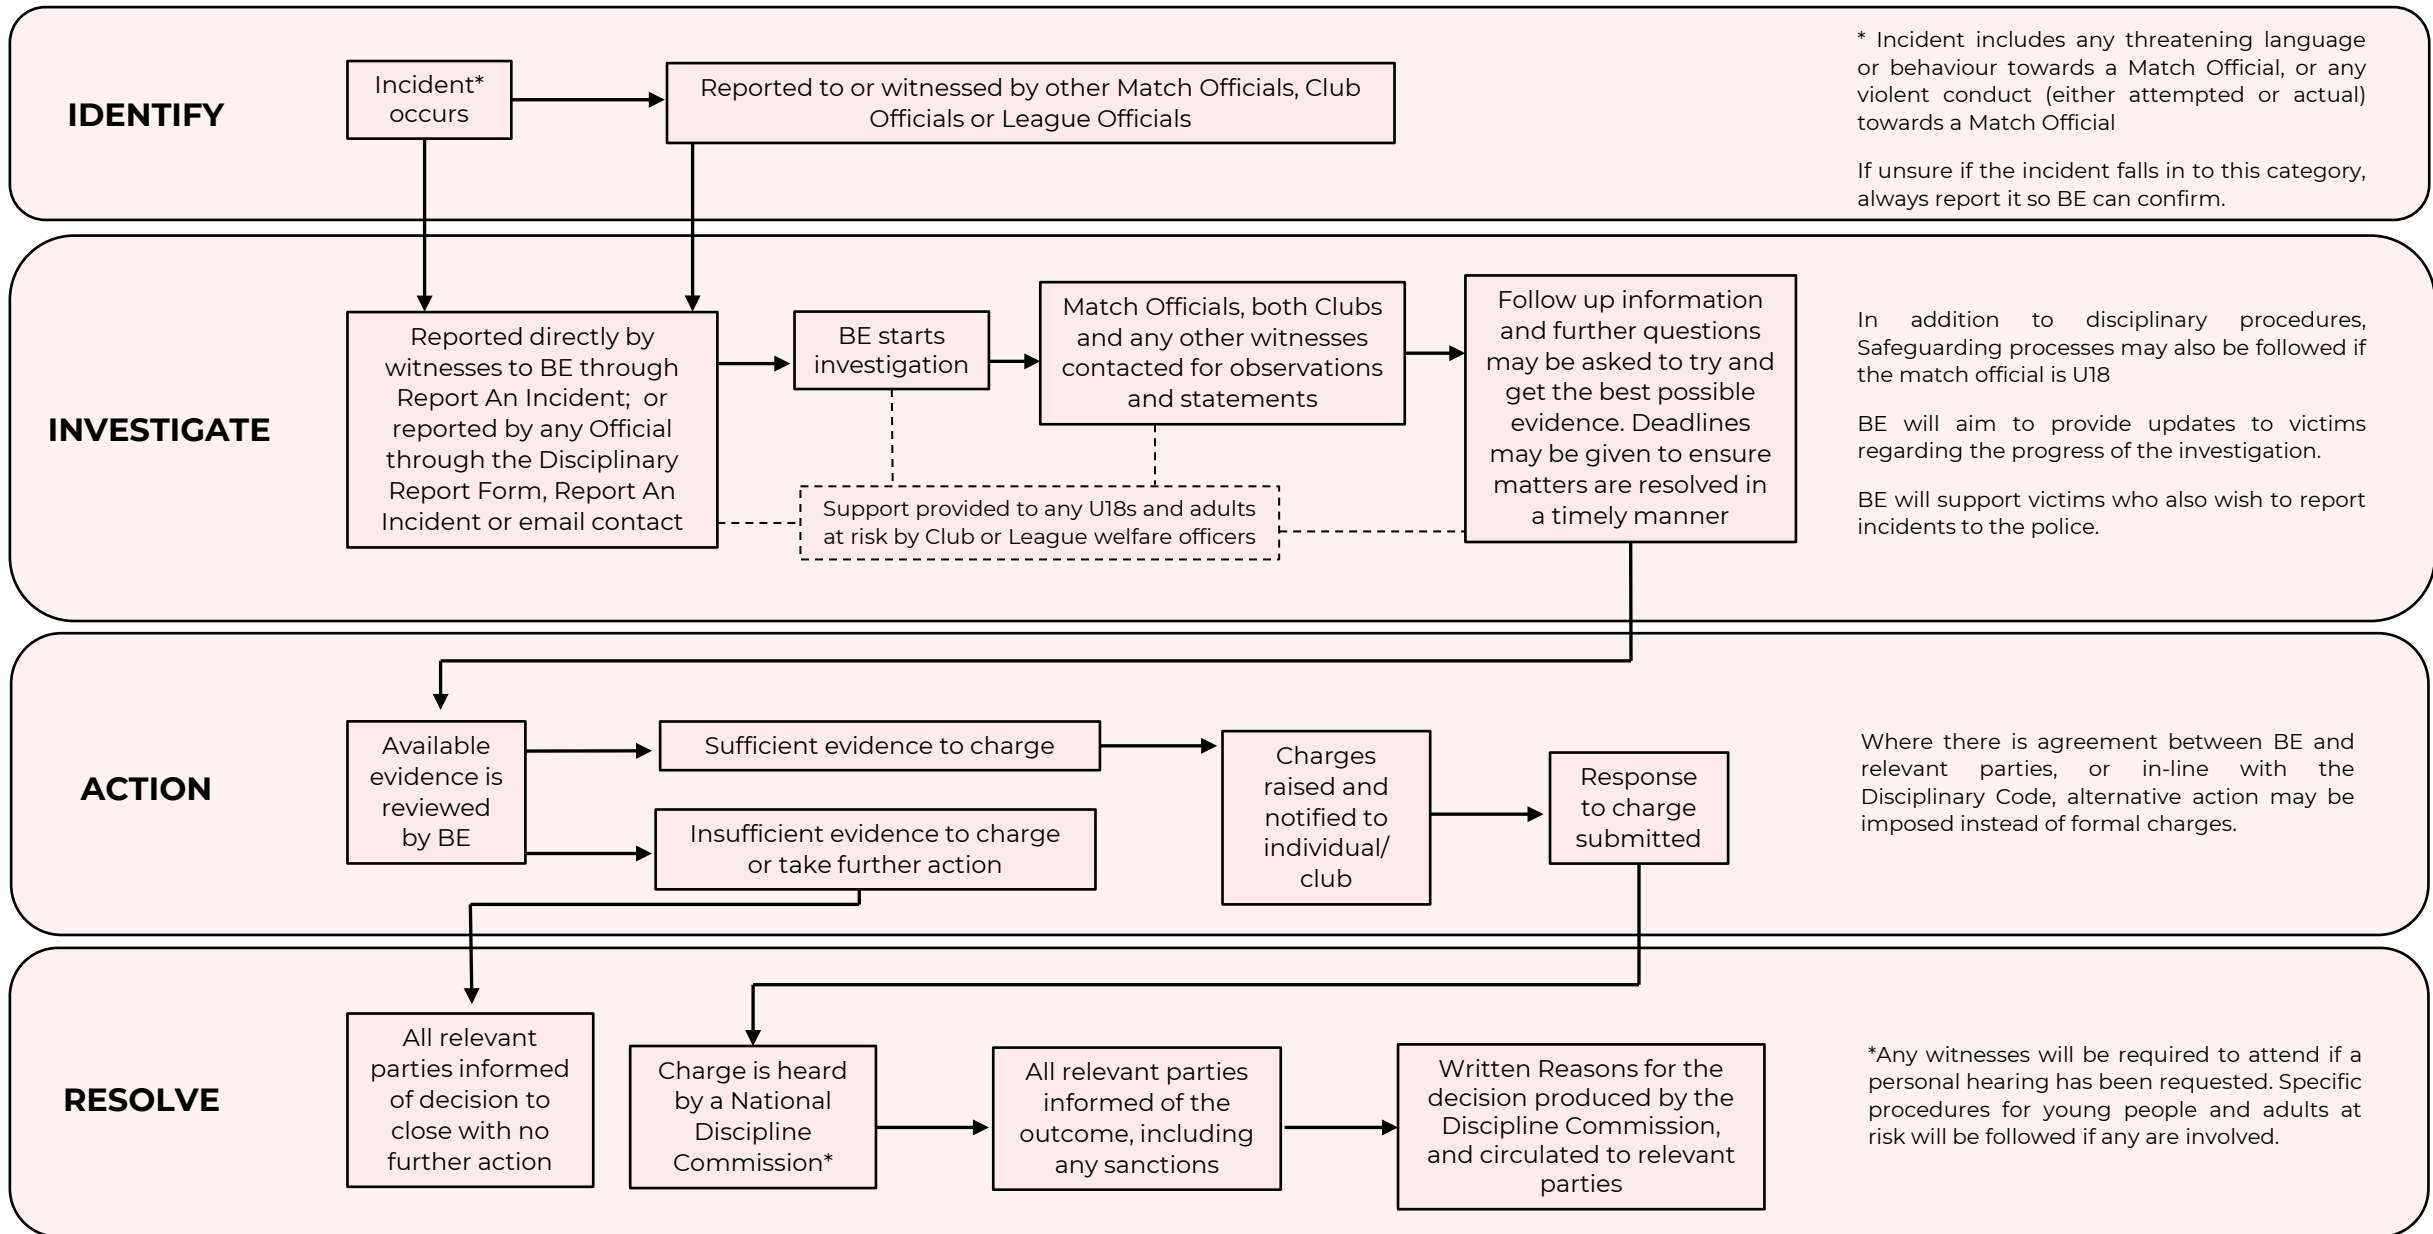 IDENTIFY
Incident*
occurs
Reported to or witnessed by other Match Officials, Club
Officials or League Officials
* Incident includes any threatening language
or behaviour towards a Match Official, or any
violent conduct (either attempted or actual)
towards a Match Official
If unsure if the incident falls in to this category,
always report it so BE can confirm.
INVESTIGATE
Reported directly by
witnesses to BE through
Report An Incident; or
reported by any Official
through the Disciplinary
Report Form, Report An
Incident or email contact
BE starts
investigation
Match Officials, both Clubs
and any other witnesses
contacted for observations
and statements
Follow up information
and further questions
may be asked to try and
get the best possible
evidence. Deadlines
may be given to ensure
matters are resolved in
a timely manner
Support provided to any U18s and adults
at risk by Club or League welfare officers
In addition to disciplinary procedures,
Safeguarding processes may also be followed if
the match official is U18
BE will aim to provide updates to victims
regarding the progress of the investigation.
BE will support victims who also wish to report
incidents to the police.
ACTION
Available
evidence is
reviewed
by BE
Sufficient evidence to charge
Insufficient evidence to charge
or take further action
Charges
raised and
notified to
individual/
club
Response
to charge
submitted
Where there is agreement between BE and
relevant parties, or in-line with the
Disciplinary Code, alternative action may be
imposed instead of formal charges.
RESOLVE
All relevant
parties informed
of decision to
close with no
further action
Charge is heard
by a National
Discipline
Commission*
All relevant parties
informed of the
outcome, including
any sanctions
Written Reasons for the
decision produced by the
Discipline Commission,
and circulated to relevant
parties
*Any witnesses will be required to attend if a
personal hearing has been requested. Specific
procedures for young people and adults at
risk will be followed if any are involved.